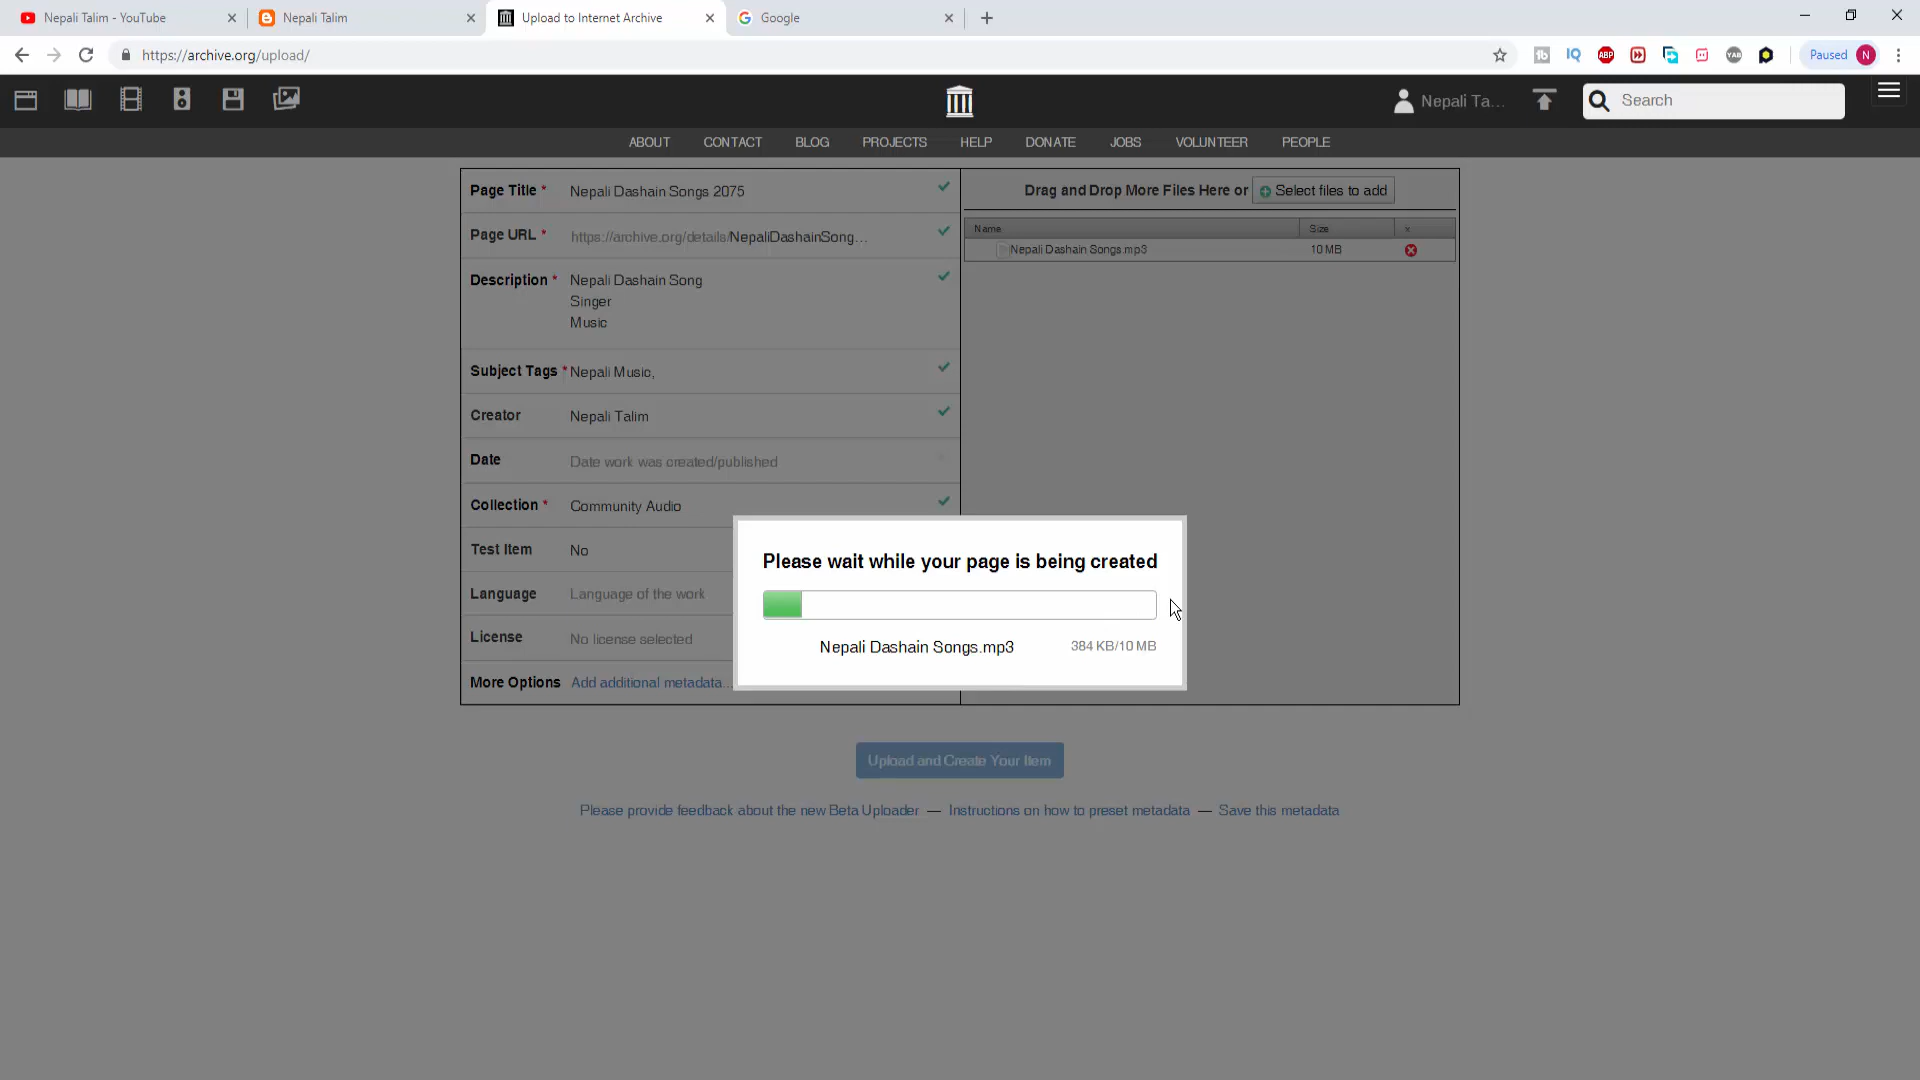 Nepali Talim - YouTube
Nepali Talim
Upload to Internet Archive
Google
https://archive.org/upload/
ABP
YAB
Paused
N
Nepali Ta...
Search
ABOUT
CONTACT
BLOG
PROJECTS
HELP
DONATE
JOBS
VOLUNTEER
PEOPLE
Page Title * Nepali Dashain Songs 2075
Page URL * https://archive.org/details/NepaliDashainSong...
Description * Nepali Dashain Song
Singer
Music
Subject Tags * Nepali Music,
Creator Nepali Talim
Date Date work was created/published
Collection * Community Audio
Test Item No
Language Language of the work
License No license selected
More Options Add additional metadata...
Drag and Drop More Files Here or Select files to add
Name Size x
Nepali Dashain Songs.mp3 10 MB
Please wait while your page is being created
Nepali Dashain Songs.mp3 384 KB/10 MB
Upload and Create Your Item
Please provide feedback about the new Beta Uploader — Instructions on how to preset metadata — Save this metadata